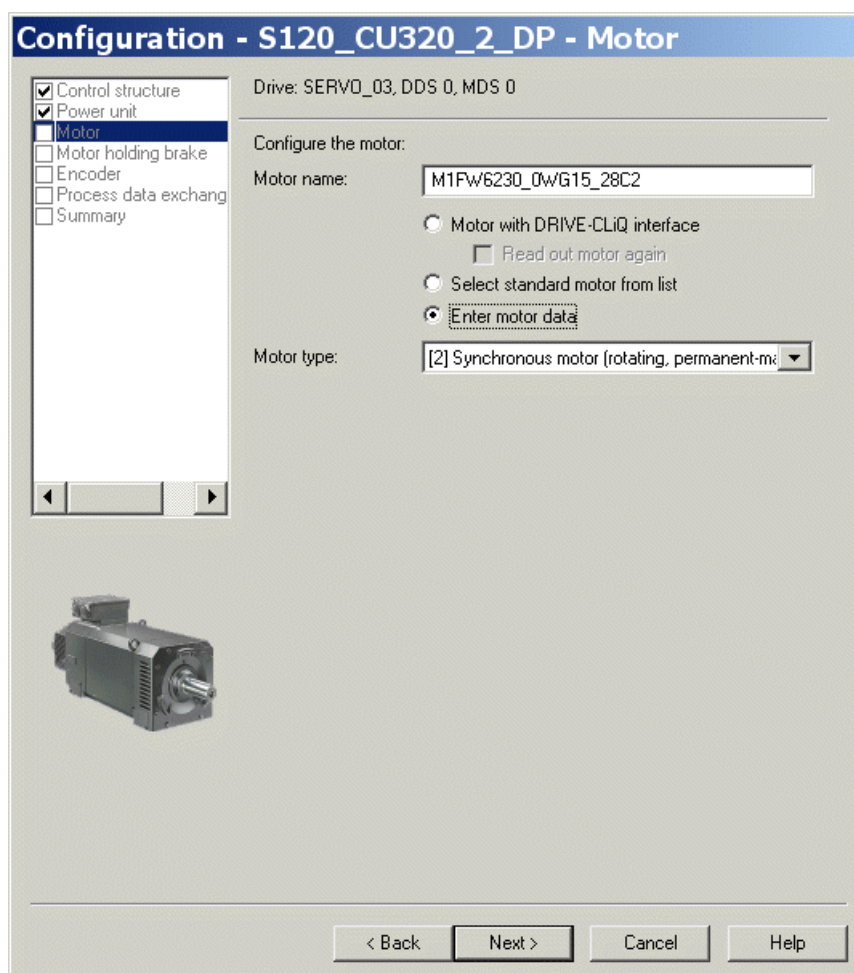 Configuration - S120_CU320_2_DP - Motor
Control structure
Power unit
Motor
Motor holding brake
Encoder
Process data exchang
Summary
Drive: SERVO_03, DDS 0, MDS 0
Configure the motor:
Motor name:
M1FW6230_0WG15_28C2
Motor with DRIVE-CLiQ interface
Read out motor again
Select standard motor from list
Enter motor data
Motor type:
[2] Synchronous motor (rotating, permanent-ma
< Back
Next >
Cancel
Help